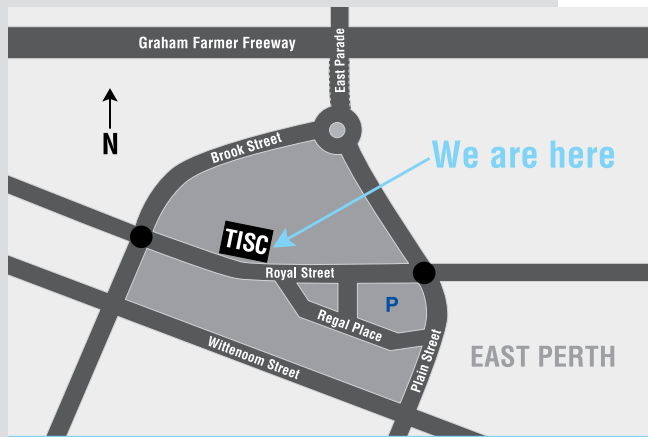 Graham Farmer Freeway
East Parade
N
Brook Street
We are here
TISC
Royal Street
P
Regal Place
Wittenoom Street
Plain Street
EAST PERTH